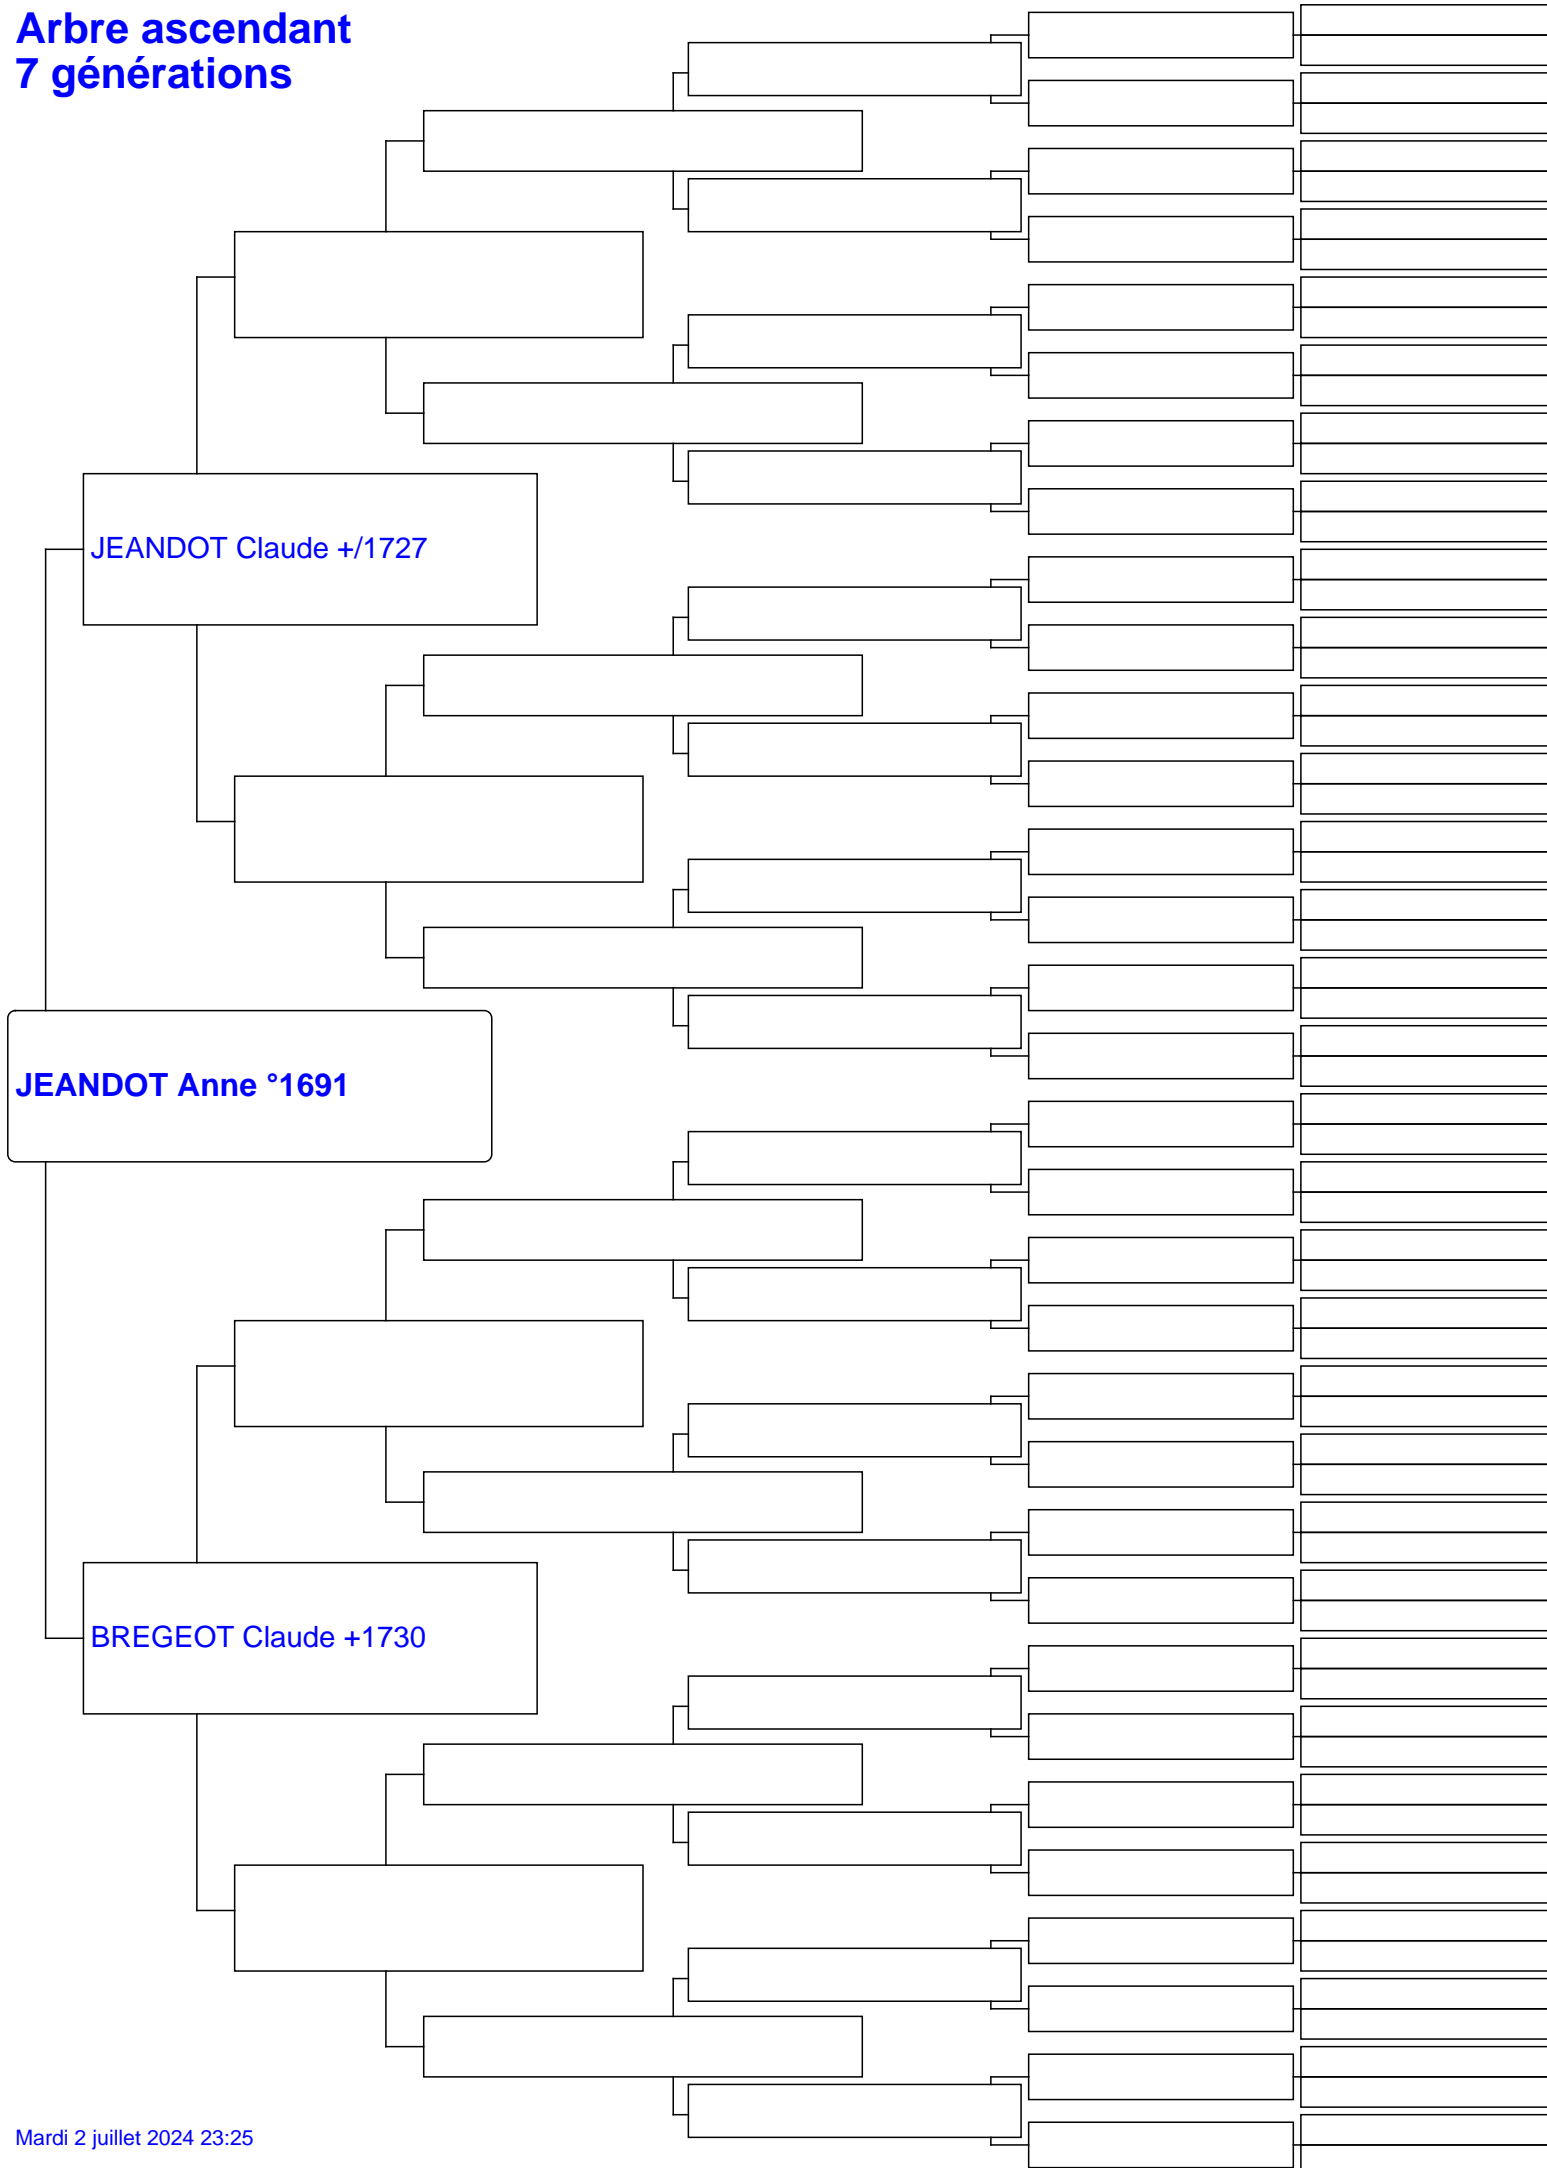 Arbre ascendant
7 générations
JEANDOT Claude +/1727
JEANDOT Anne °1691
BREGEOT Claude +1730
Mardi 2 juillet 2024 23:25